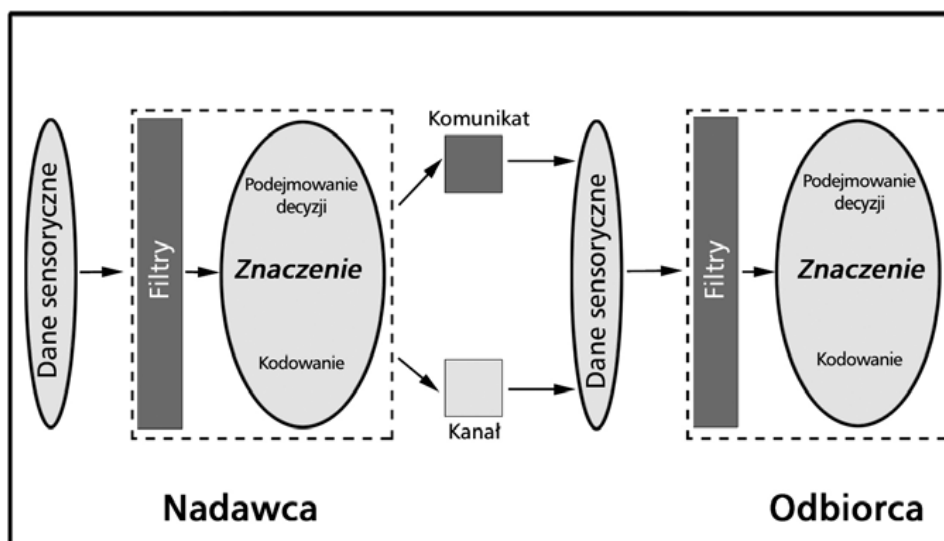 Dane sensoryczne
Filtry
Podejmowanie
decyzji
Znaczenie
Kodowanie
Komunikat
Kanał
Dane sensoryczne
Filtry
Podejmowanie
decyzji
Znaczenie
Kodowanie
Nadawca
Odbiorca